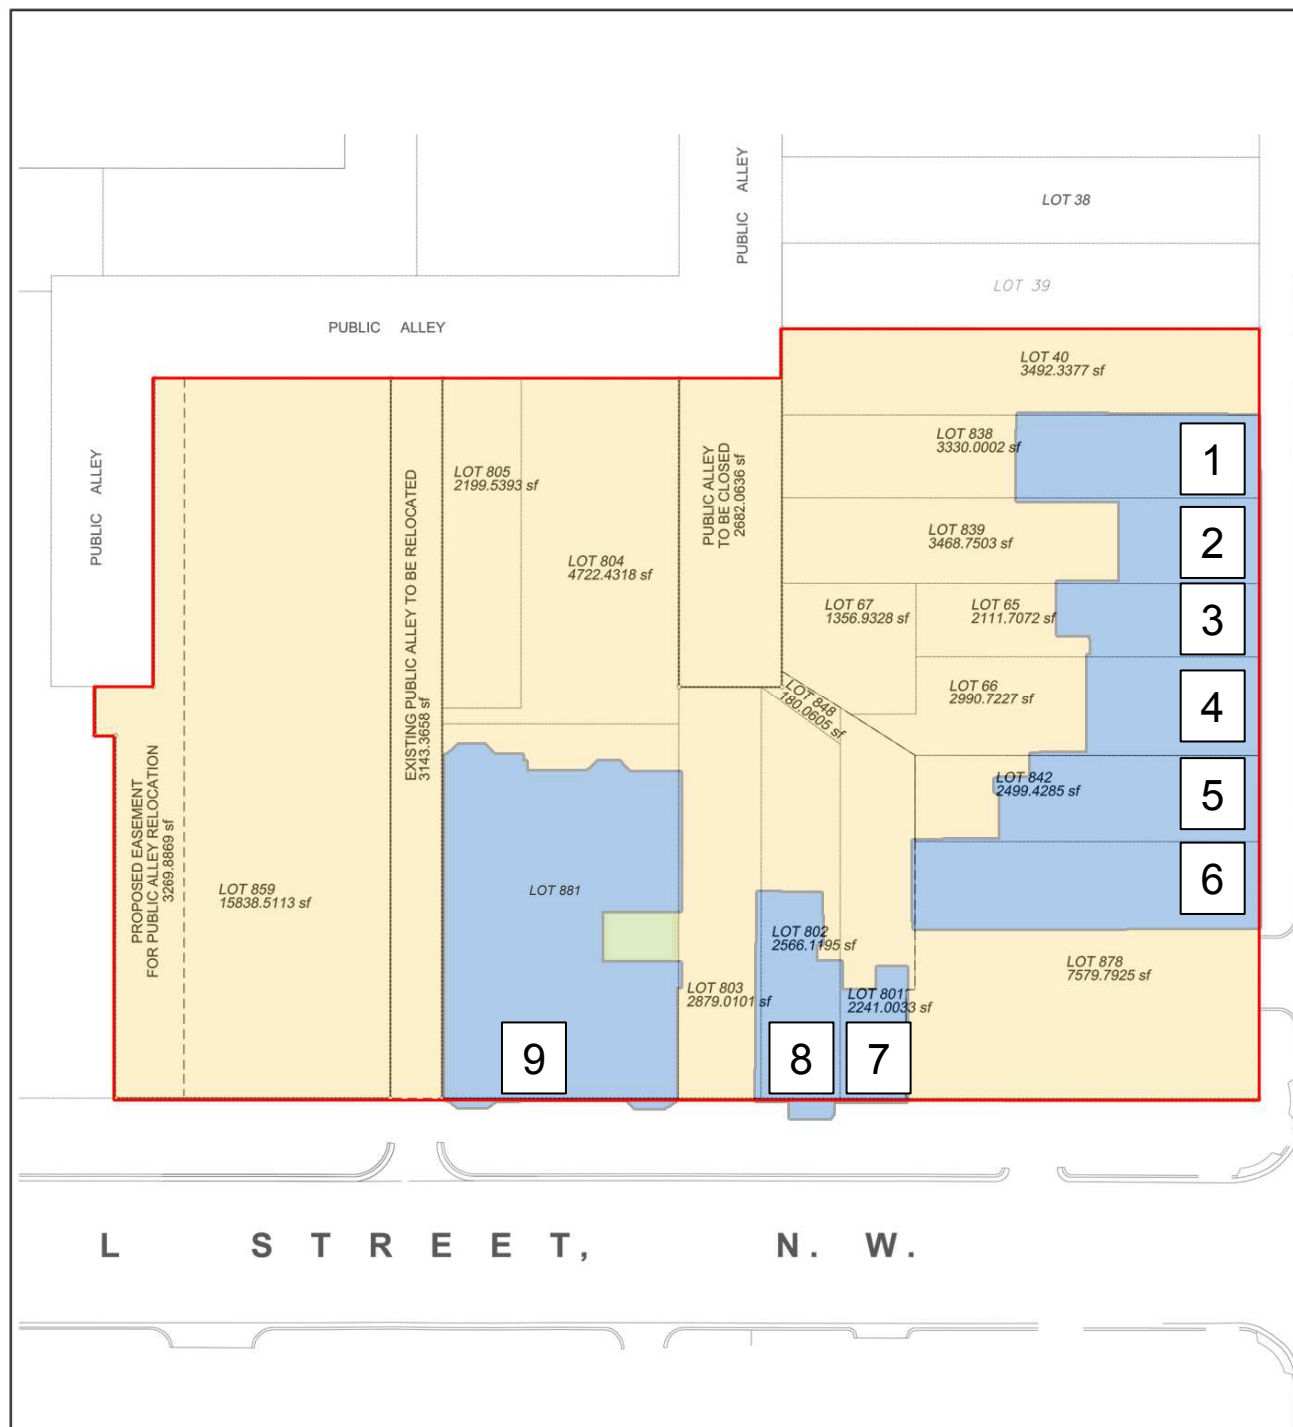 PUBLIC ALLEY
LOT 38
LOT 39
PUBLIC ALLEY
LOT 40
3492.3377 sf
LOT 838
3330.0002 sf
1
PUBLIC ALLEY
LOT 805
2199.5393 sf
EXISTING PUBLIC ALLEY TO BE RELOCATED
3143.3658 sf
PUBLIC ALLEY
TO BE CLOSED
2682.0636 sf
LOT 839
3468.7503 sf
2
LOT 804
4722.4318 sf
LOT 67
1356.9328 sf
LOT 65
2111.7072 sf
3
LOT 66
2990.7227 sf
4
LOT 848
180.0605 sf
LOT 842
2499.4285 sf
5
6
PROPOSED EASEMENT
FOR PUBLIC ALLEY RELOCATION
3269.8869 sf
LOT 859
15838.5113 sf
LOT 881
LOT 802
2566.1195 sf
LOT 878
7579.7925 sf
LOT 803
2879.0101 sf
LOT 801
2241.0033 sf
9
8
7
L STREET, N. W.